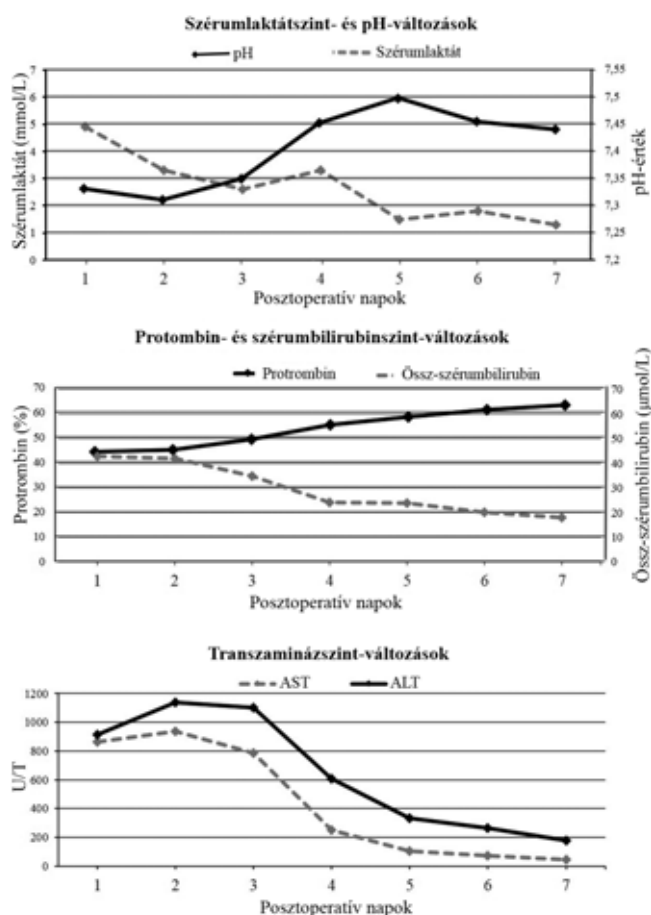 Szérumlaktátszint- és pH-változások
pH Szérumlaktát
Szérumlaktát (mmol/L)
7
6
5
4
3
2
1
0
7,55
7,5
7,45
7,4
7,35
7,3
7,25
7,2
pH-érték
1 2 3 4 5 6 7
Posztoperatív napok
Protombin- és szérumbilirubinszint-változások
Protrombin Össz-szérumbilirubin
Protrombin (%)
70
60
50
40
30
20
10
0
70
60
50
40
30
20
10
0
Össz-szérumbilirubin (μmol/L)
1 2 3 4 5 6 7
Posztoperatív napok
Transzaminázszint-változások
AST ALT
U/T
1200
1000
800
600
400
200
0
1 2 3 4 5 6 7
Posztoperatív napok